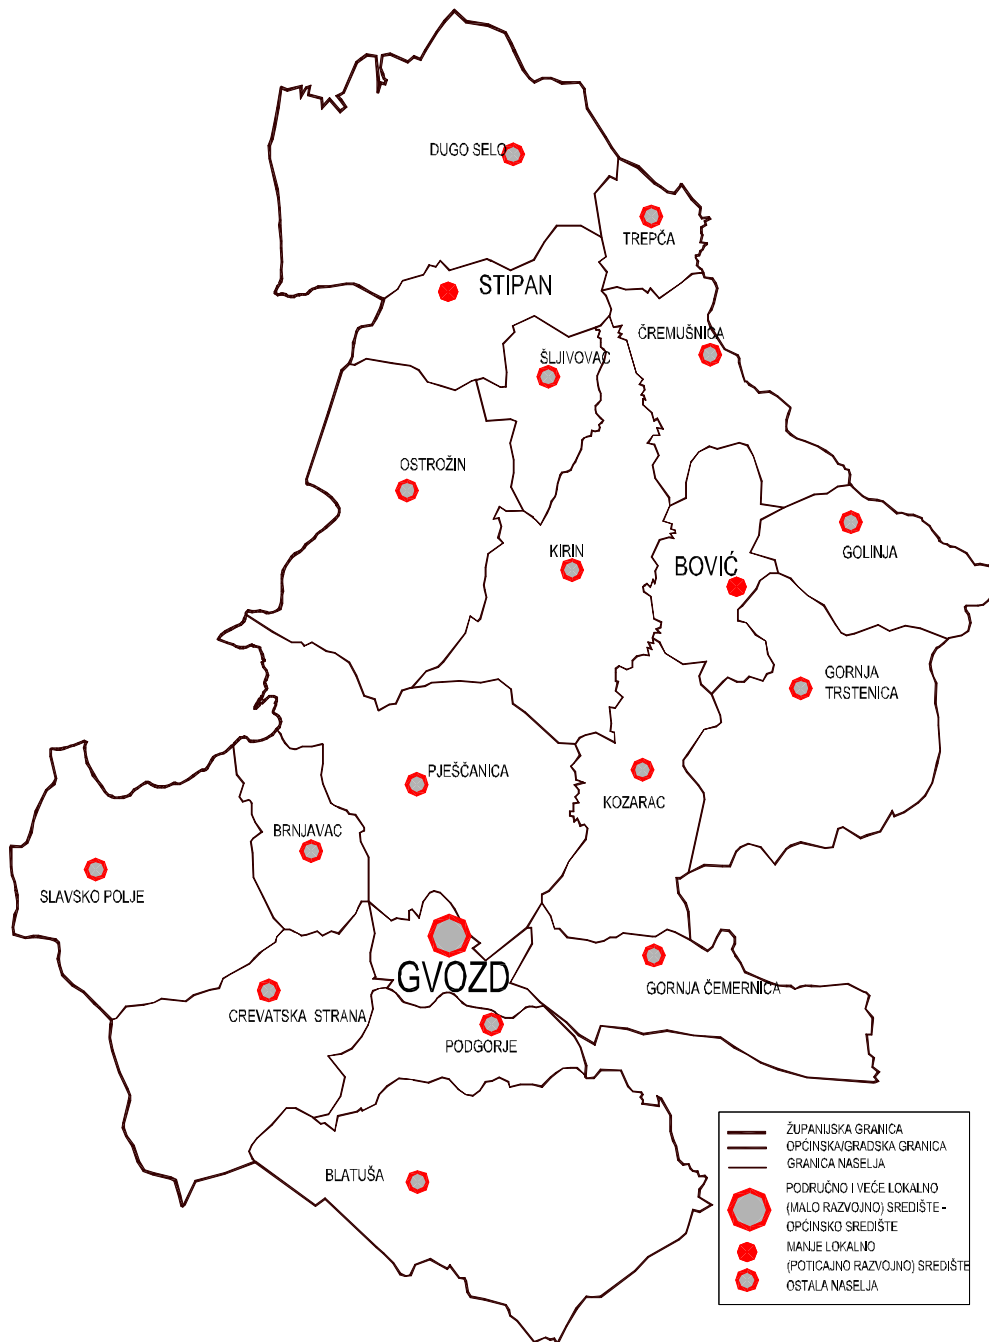 DUGO SELO
TREPČA
STIPAN
ČREMUŠNICA
ŠLJIVOVAC
OSTROŽIN
KIRIN
BOVIĆ
GOLINJA
GORNJA
TRSTENICA
PJEŠČANICA
KOZARAC
BRNJAVAC
SLAVSKO POLJE
GVOZD
GORNJA ČEMERNICA
CREVATSKA STRANA
PODGORJE
BLATUŠA
ŽUPANIJSKA GRANICA
OPĆINSKA/GRADSKA GRANICA
GRANICA NASELJA
PODRUČNO I VEĆE LOKALNO
(MALO RAZVOJNO) SREDIŠTE -
OPĆINSKO SREDIŠTE
MANJE LOKALNO
(POTICAJNO RAZVOJNO) SREDIŠTE
OSTALA NASELJA